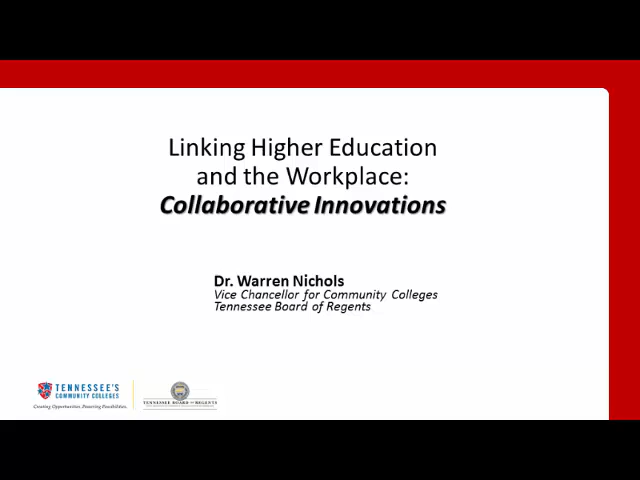 Linking Higher Education
and the Workplace:
Collaborative Innovations
Dr. Warren Nichols
Vice Chancellor for Community Colleges
Tennessee Board of Regents
TENNESSEE'S
COMMUNITY COLLEGES
Creating Opportunities. Powering Possibilities.
TENNESSEE BOARD OF REGENTS